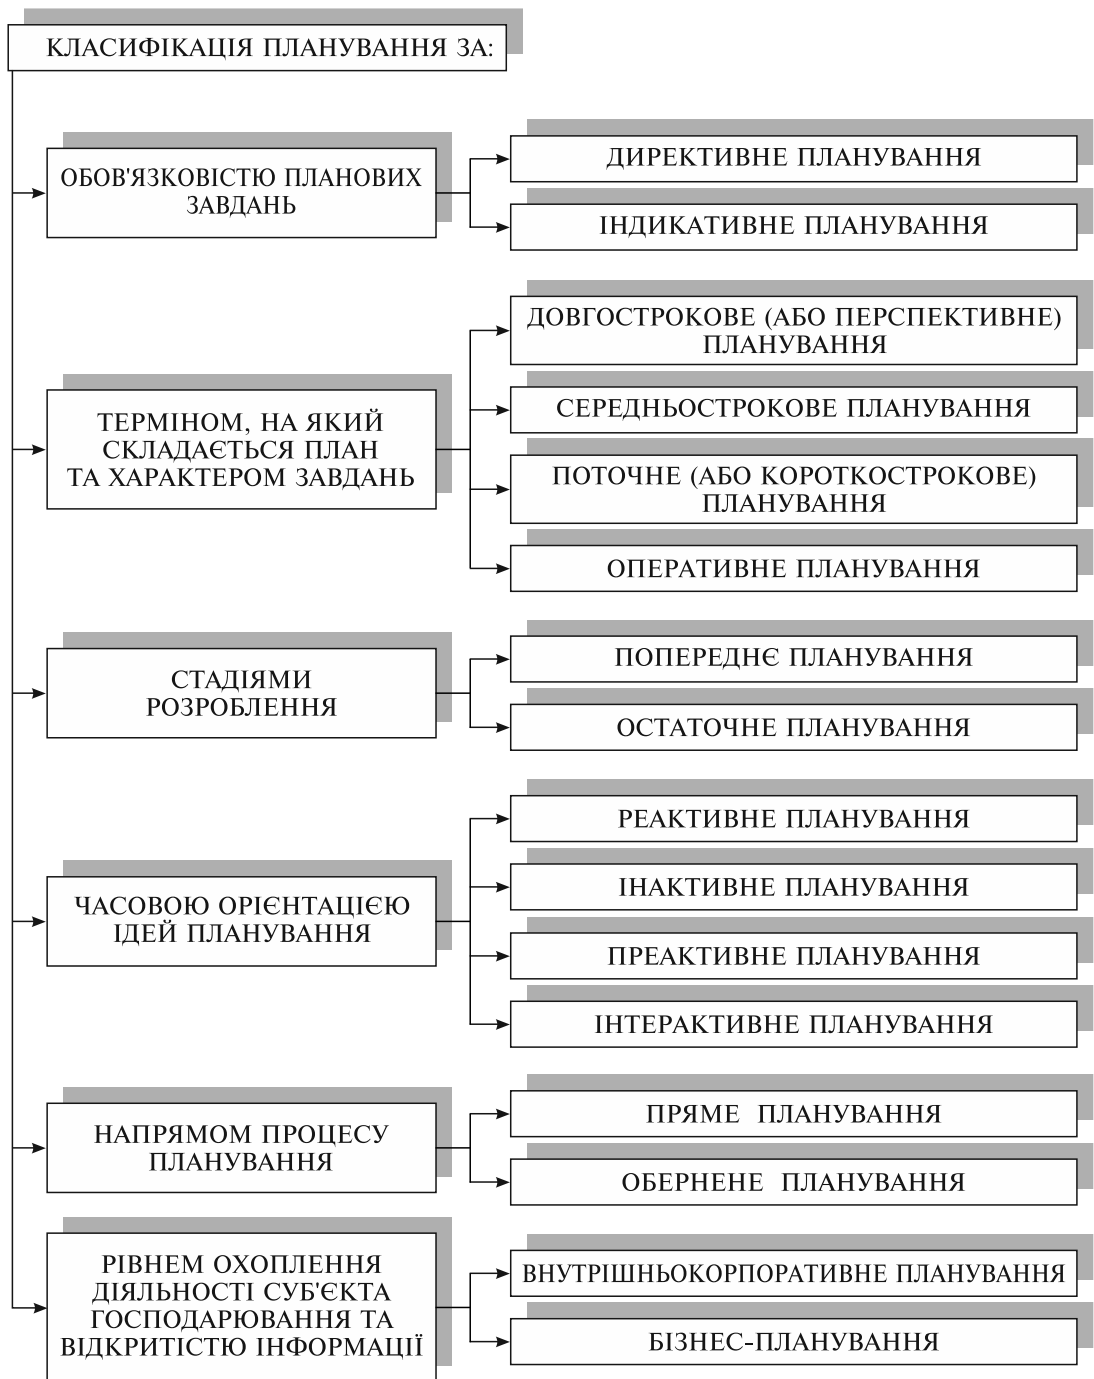 КЛАСИФІКАЦІЯ ПЛАНУВАННЯ ЗА:
ОБОВ'ЯЗКОВІСТЮ ПЛАНОВИХ
ЗАВДАНЬ
ДИРЕКТИВНЕ ПЛАНУВАННЯ
ІНДИКАТИВНЕ ПЛАНУВАННЯ
ТЕРМІНОМ, НА ЯКИЙ
СКЛАДАЄТЬСЯ ПЛАН
ТА ХАРАКТЕРОМ ЗАВДАНЬ
ДОВГОСТРОКОВЕ (АБО ПЕРСПЕКТИВНЕ)
ПЛАНУВАННЯ
СЕРЕДНЬОСТРОКОВЕ ПЛАНУВАННЯ
ПОТОЧНЕ (АБО КОРОТКОСТРОКОВЕ)
ПЛАНУВАННЯ
ОПЕРАТИВНЕ ПЛАНУВАННЯ
СТАДІЯМИ
РОЗРОБЛЕННЯ
ПОПЕРЕДНЄ ПЛАНУВАННЯ
ОСТАТОЧНЕ ПЛАНУВАННЯ
ЧАСОВОЮ ОРІЄНТАЦІЄЮ
ІДЕЙ ПЛАНУВАННЯ
РЕАКТИВНЕ ПЛАНУВАННЯ
ІНАКТИВНЕ ПЛАНУВАННЯ
ПРЕАКТИВНЕ ПЛАНУВАННЯ
ІНТЕРАКТИВНЕ ПЛАНУВАННЯ
НАПРЯМОМ ПРОЦЕСУ
ПЛАНУВАННЯ
ПРЯМЕ ПЛАНУВАННЯ
ОБЕРНЕНЕ ПЛАНУВАННЯ
РІВНЕМ ОХОПЛЕННЯ
ДІЯЛЬНОСТІ СУБ'ЄКТА
ГОСПОДАРЮВАННЯ ТА
ВІДКРИТІСТЮ ІНФОРМАЦІЇ
ВНУТРІШНЬОКОРПОРАТИВНЕ ПЛАНУВАННЯ
БІЗНЕС-ПЛАНУВАННЯ